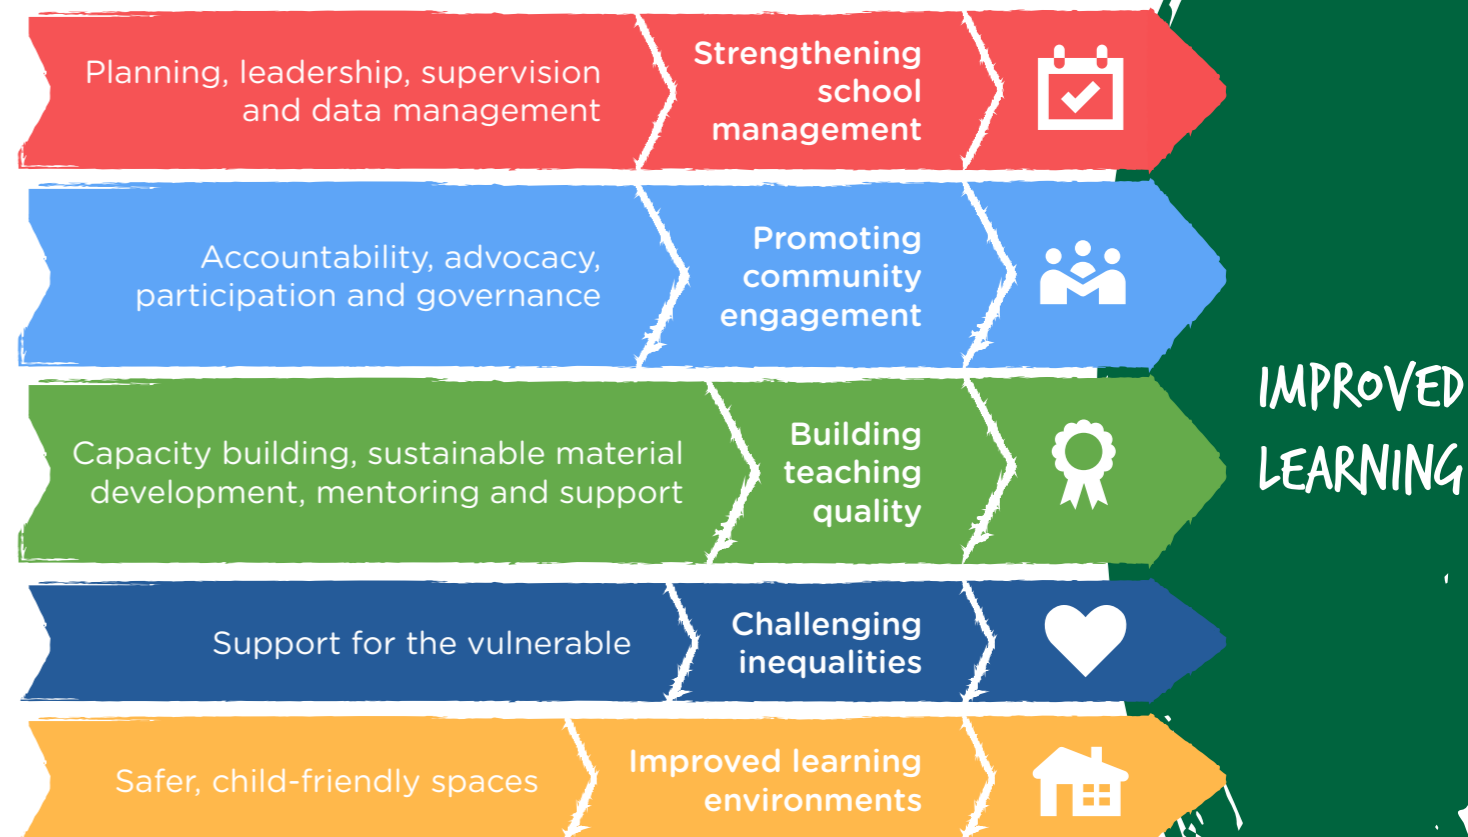 Planning, leadership, supervision
and data management
Strengthening
school
management
Accountability, advocacy,
participation and governance
Promoting
community
engagement
Capacity building, sustainable material
development, mentoring and support
Building
teaching
quality
Support for the vulnerable
Challenging
inequalities
Safer, child-friendly spaces
Improved learning
environments
IMPROVED
LEARNING